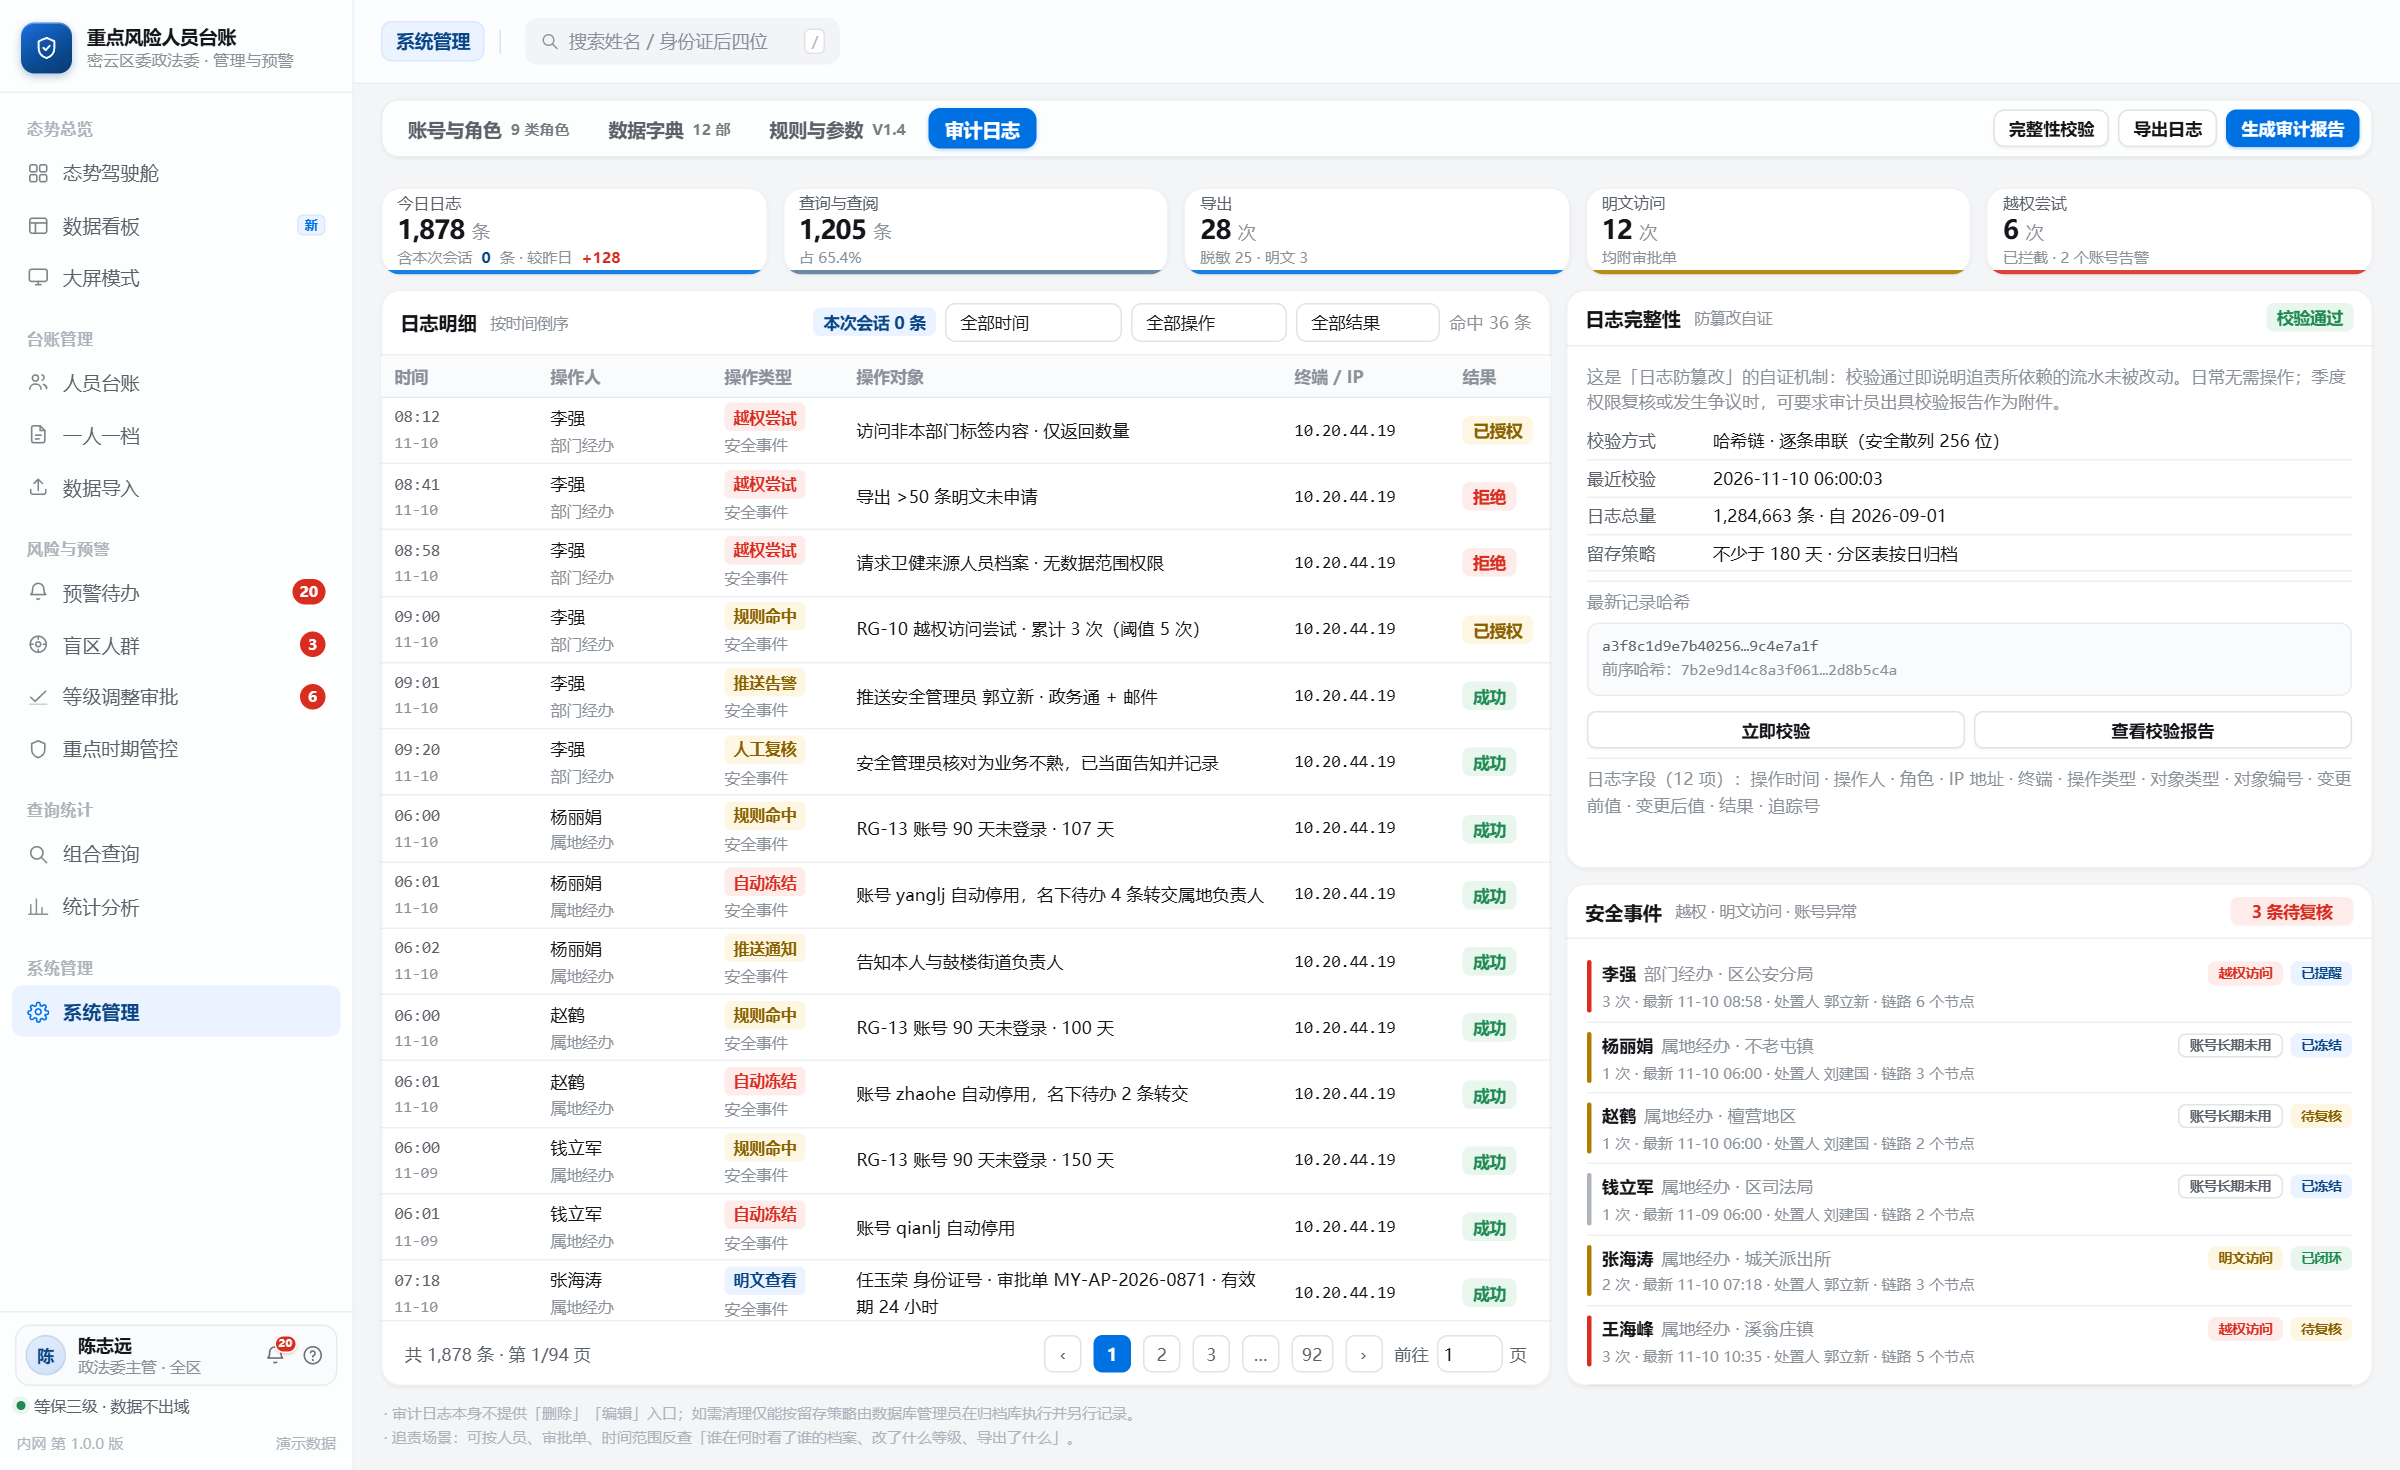 重点风险人员台账
密云区委政法委 · 管理与预警
态势总览
态势驾驶舱
数据看板 新
大屏模式
台账管理
人员台账
一人一档
数据导入
风险与预警
预警待办 20
盲区人群 3
等级调整审批 6
重点时期管控
查询统计
组合查询
统计分析
系统管理
系统管理
陈 陈志远 20
政法委主管 · 全区
等保三级 · 数据不出域
内网 第 1.0.0 版 演示数据
系统管理 搜索姓名 / 身份证后四位 /
账号与角色 9 类角色 数据字典 12 部 规则与参数 V1.4 审计日志 完整性校验 导出日志 生成审计报告
今日日志
1,878 条
含本次会话 0 条 · 较昨日 +128
查询与查阅
1,205 条
占 65.4%
导出
28 次
脱敏 25 · 明文 3
明文访问
12 次
均附审批单
越权尝试
6 次
已拦截 · 2 个账号告警
日志明细 按时间倒序 本次会话 0 条 全部时间 全部操作 全部结果 命中 36 条
时间 操作人 操作类型 操作对象 终端 / IP 结果
08:12 李强 越权尝试 访问非本部门标签内容 · 仅返回数量 10.20.44.19 已授权
11-10 部门经办 安全事件
08:41 李强 越权尝试 导出 >50 条明文未申请 10.20.44.19 拒绝
11-10 部门经办 安全事件
08:58 李强 越权尝试 请求卫健来源人员档案 · 无数据范围权限 10.20.44.19 拒绝
11-10 部门经办 安全事件
09:00 李强 规则命中 RG-10 越权访问尝试 · 累计 3 次（阈值 5 次） 10.20.44.19 已授权
11-10 部门经办 安全事件
09:01 李强 推送告警 推送安全管理员 郭立新 · 政务通 + 邮件 10.20.44.19 成功
11-10 部门经办 安全事件
09:20 李强 人工复核 安全管理员核对为业务不熟，已当面告知并记录 10.20.44.19 成功
11-10 部门经办 安全事件
06:00 杨丽娟 规则命中 RG-13 账号 90 天未登录 · 107 天 10.20.44.19 成功
11-10 属地经办 安全事件
06:01 杨丽娟 自动冻结 账号 yanglj 自动停用，名下待办 4 条转交属地负责人 10.20.44.19 成功
11-10 属地经办 安全事件
06:02 杨丽娟 推送通知 告知本人与鼓楼街道负责人 10.20.44.19 成功
11-10 属地经办 安全事件
06:00 赵鹤 规则命中 RG-13 账号 90 天未登录 · 100 天 10.20.44.19 成功
11-10 属地经办 安全事件
06:01 赵鹤 自动冻结 账号 zhaohe 自动停用，名下待办 2 条转交 10.20.44.19 成功
11-10 属地经办 安全事件
06:00 钱立军 规则命中 RG-13 账号 90 天未登录 · 150 天 10.20.44.19 成功
11-09 属地经办 安全事件
06:01 钱立军 自动冻结 账号 qianlj 自动停用 10.20.44.19 成功
11-09 属地经办 安全事件
07:18 张海涛 明文查看 任玉荣 身份证号 · 审批单 MY-AP-2026-0871 · 有效 10.20.44.19 成功
11-10 属地经办 安全事件 期 24 小时
共 1,878 条 · 第 1/94 页 ‹ 1 2 3 … 92 › 前往 1 页
日志完整性 防篡改自证 校验通过
这是「日志防篡改」的自证机制：校验通过即说明追责所依赖的流水未被改动。日常无需操作；季度
权限复核或发生争议时，可要求审计员出具校验报告作为附件。
校验方式 哈希链 · 逐条串联（安全散列 256 位）
最近校验 2026-11-10 06:00:03
日志总量 1,284,663 条 · 自 2026-09-01
留存策略 不少于 180 天 · 分区表按日归档
最新记录哈希
a3f8c1d9e7b40256…9c4e7a1f
前序哈希：7b2e9d14c8a3f061…2d8b5c4a
立即校验 查看校验报告
日志字段（12 项）：操作时间 · 操作人 · 角色 · IP 地址 · 终端 · 操作类型 · 对象类型 · 对象编号 · 变更
前值 · 变更后值 · 结果 · 追踪号
安全事件 越权 · 明文访问 · 账号异常 3 条待复核
李强 部门经办 · 区公安分局 越权访问 已提醒
3 次 · 最新 11-10 08:58 · 处置人 郭立新 · 链路 6 个节点
杨丽娟 属地经办 · 不老屯镇 账号长期未用 已冻结
1 次 · 最新 11-10 06:00 · 处置人 刘建国 · 链路 3 个节点
赵鹤 属地经办 · 檀营地区 账号长期未用 待复核
1 次 · 最新 11-10 06:00 · 处置人 刘建国 · 链路 2 个节点
钱立军 属地经办 · 区司法局 账号长期未用 已冻结
1 次 · 最新 11-09 06:00 · 处置人 刘建国 · 链路 2 个节点
张海涛 属地经办 · 城关派出所 明文访问 已闭环
2 次 · 最新 11-10 07:18 · 处置人 郭立新 · 链路 3 个节点
王海峰 属地经办 · 溪翁庄镇 越权访问 待复核
3 次 · 最新 11-10 10:35 · 处置人 郭立新 · 链路 5 个节点
· 审计日志本身不提供「删除」「编辑」入口；如需清理仅能按留存策略由数据库管理员在归档库执行并另行记录。
· 追责场景：可按人员、审批单、时间范围反查「谁在何时看了谁的档案、改了什么等级、导出了什么」。